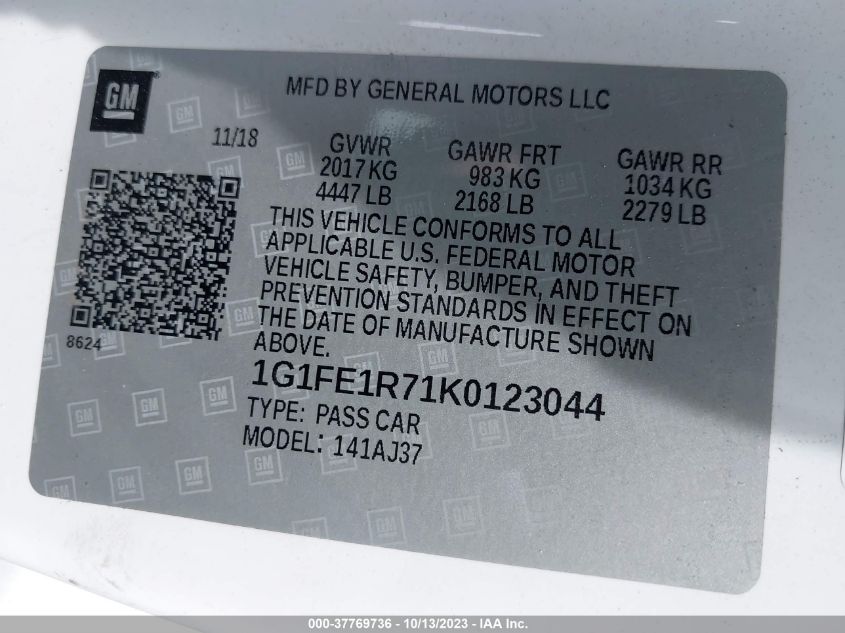 GM
MFD BY GENERAL MOTORS LLC
11/18
GVWR
2017 KG
4447 LB
GAWR FRT
983 KG
2168 LB
GAWR RR
1034 KG
2279 LB
THIS VEHICLE CONFORMS TO ALL
APPLICABLE U.S. FEDERAL MOTOR
VEHICLE SAFETY, BUMPER, AND THEFT
PREVENTION STANDARDS IN EFFECT ON
THE DATE OF MANUFACTURE SHOWN
ABOVE.
8624
1G1FE1R71K0123044
TYPE: PASS CAR
MODEL: 141AJ37
000-37769736 - 10/13/2023 - IAA Inc.